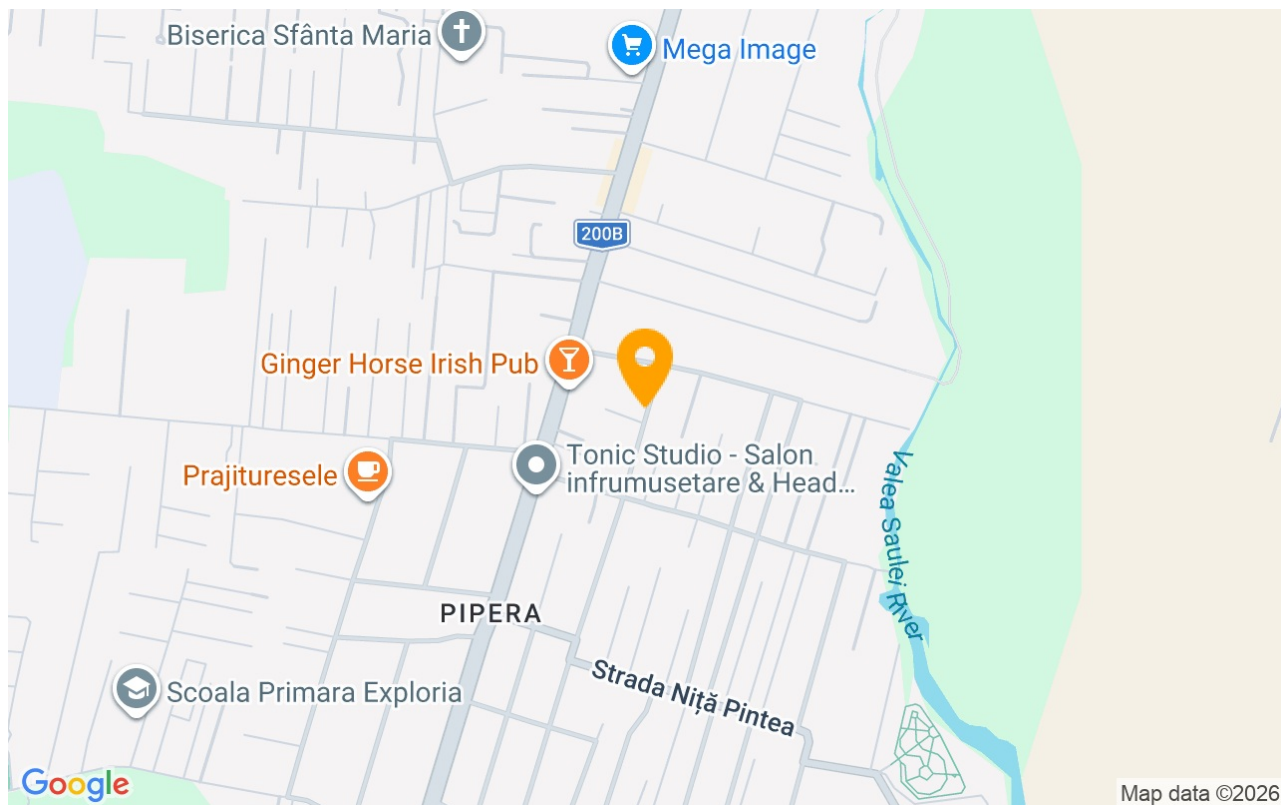 Biserica Sfânta Maria
Mega Image
200B
Ginger Horse Irish Pub
Tonic Studio - Salon
infrumusetare & Head...
Prajituresele
Valea Saulei River
PIPERA
Strada Niță Pintea
Scoala Primara Exploria
Google
Map data ©2026